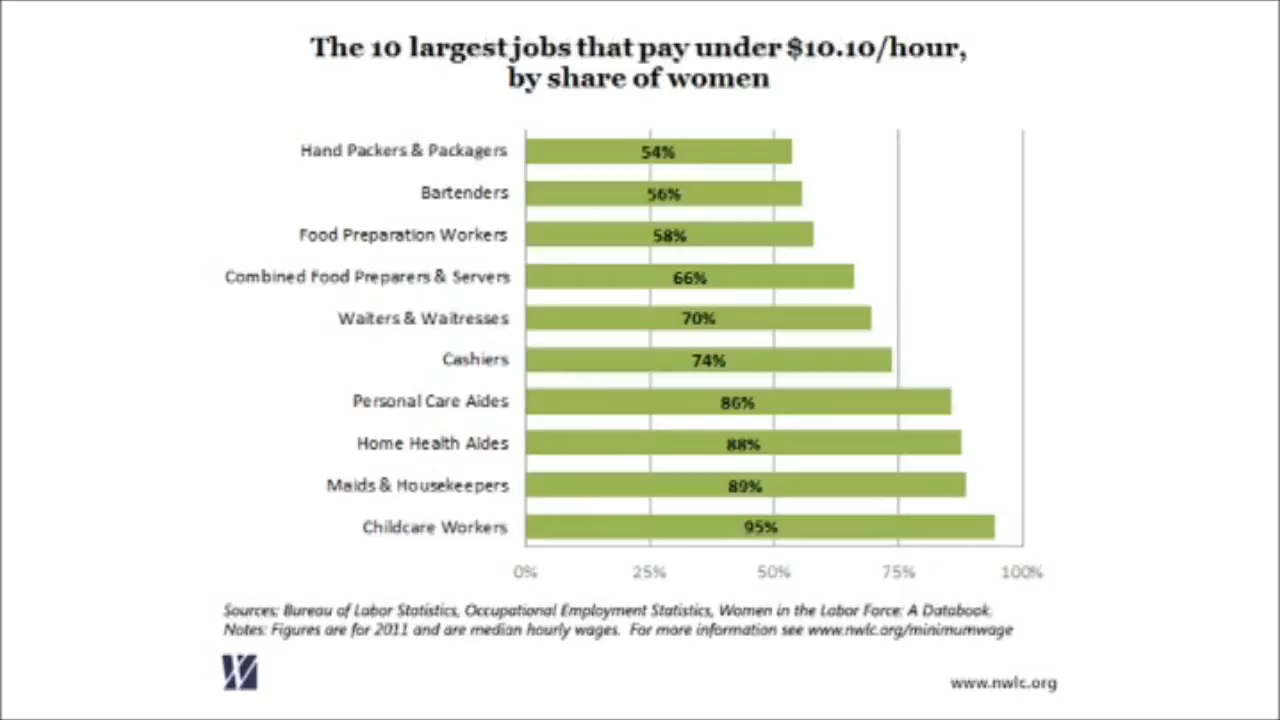 The 10 largest jobs that pay under $10.10/hour,
by share of women
Hand Packers & Packagers 54%
Bartenders 56%
Food Preparation Workers 58%
Combined Food Preparers & Servers 66%
Waiters & Waitresses 70%
Cashiers 74%
Personal Care Aides 86%
Home Health Aides 88%
Maids & Housekeepers 89%
Childcare Workers 95%
0% 25% 50% 75% 100%
Sources: Bureau of Labor Statistics, Occupational Employment Statistics, Women in the Labor Force: A Databook.
Notes: Figures are for 2011 and are median hourly wages. For more information see www.nwlc.org/minimumwage
W www.nwlc.org